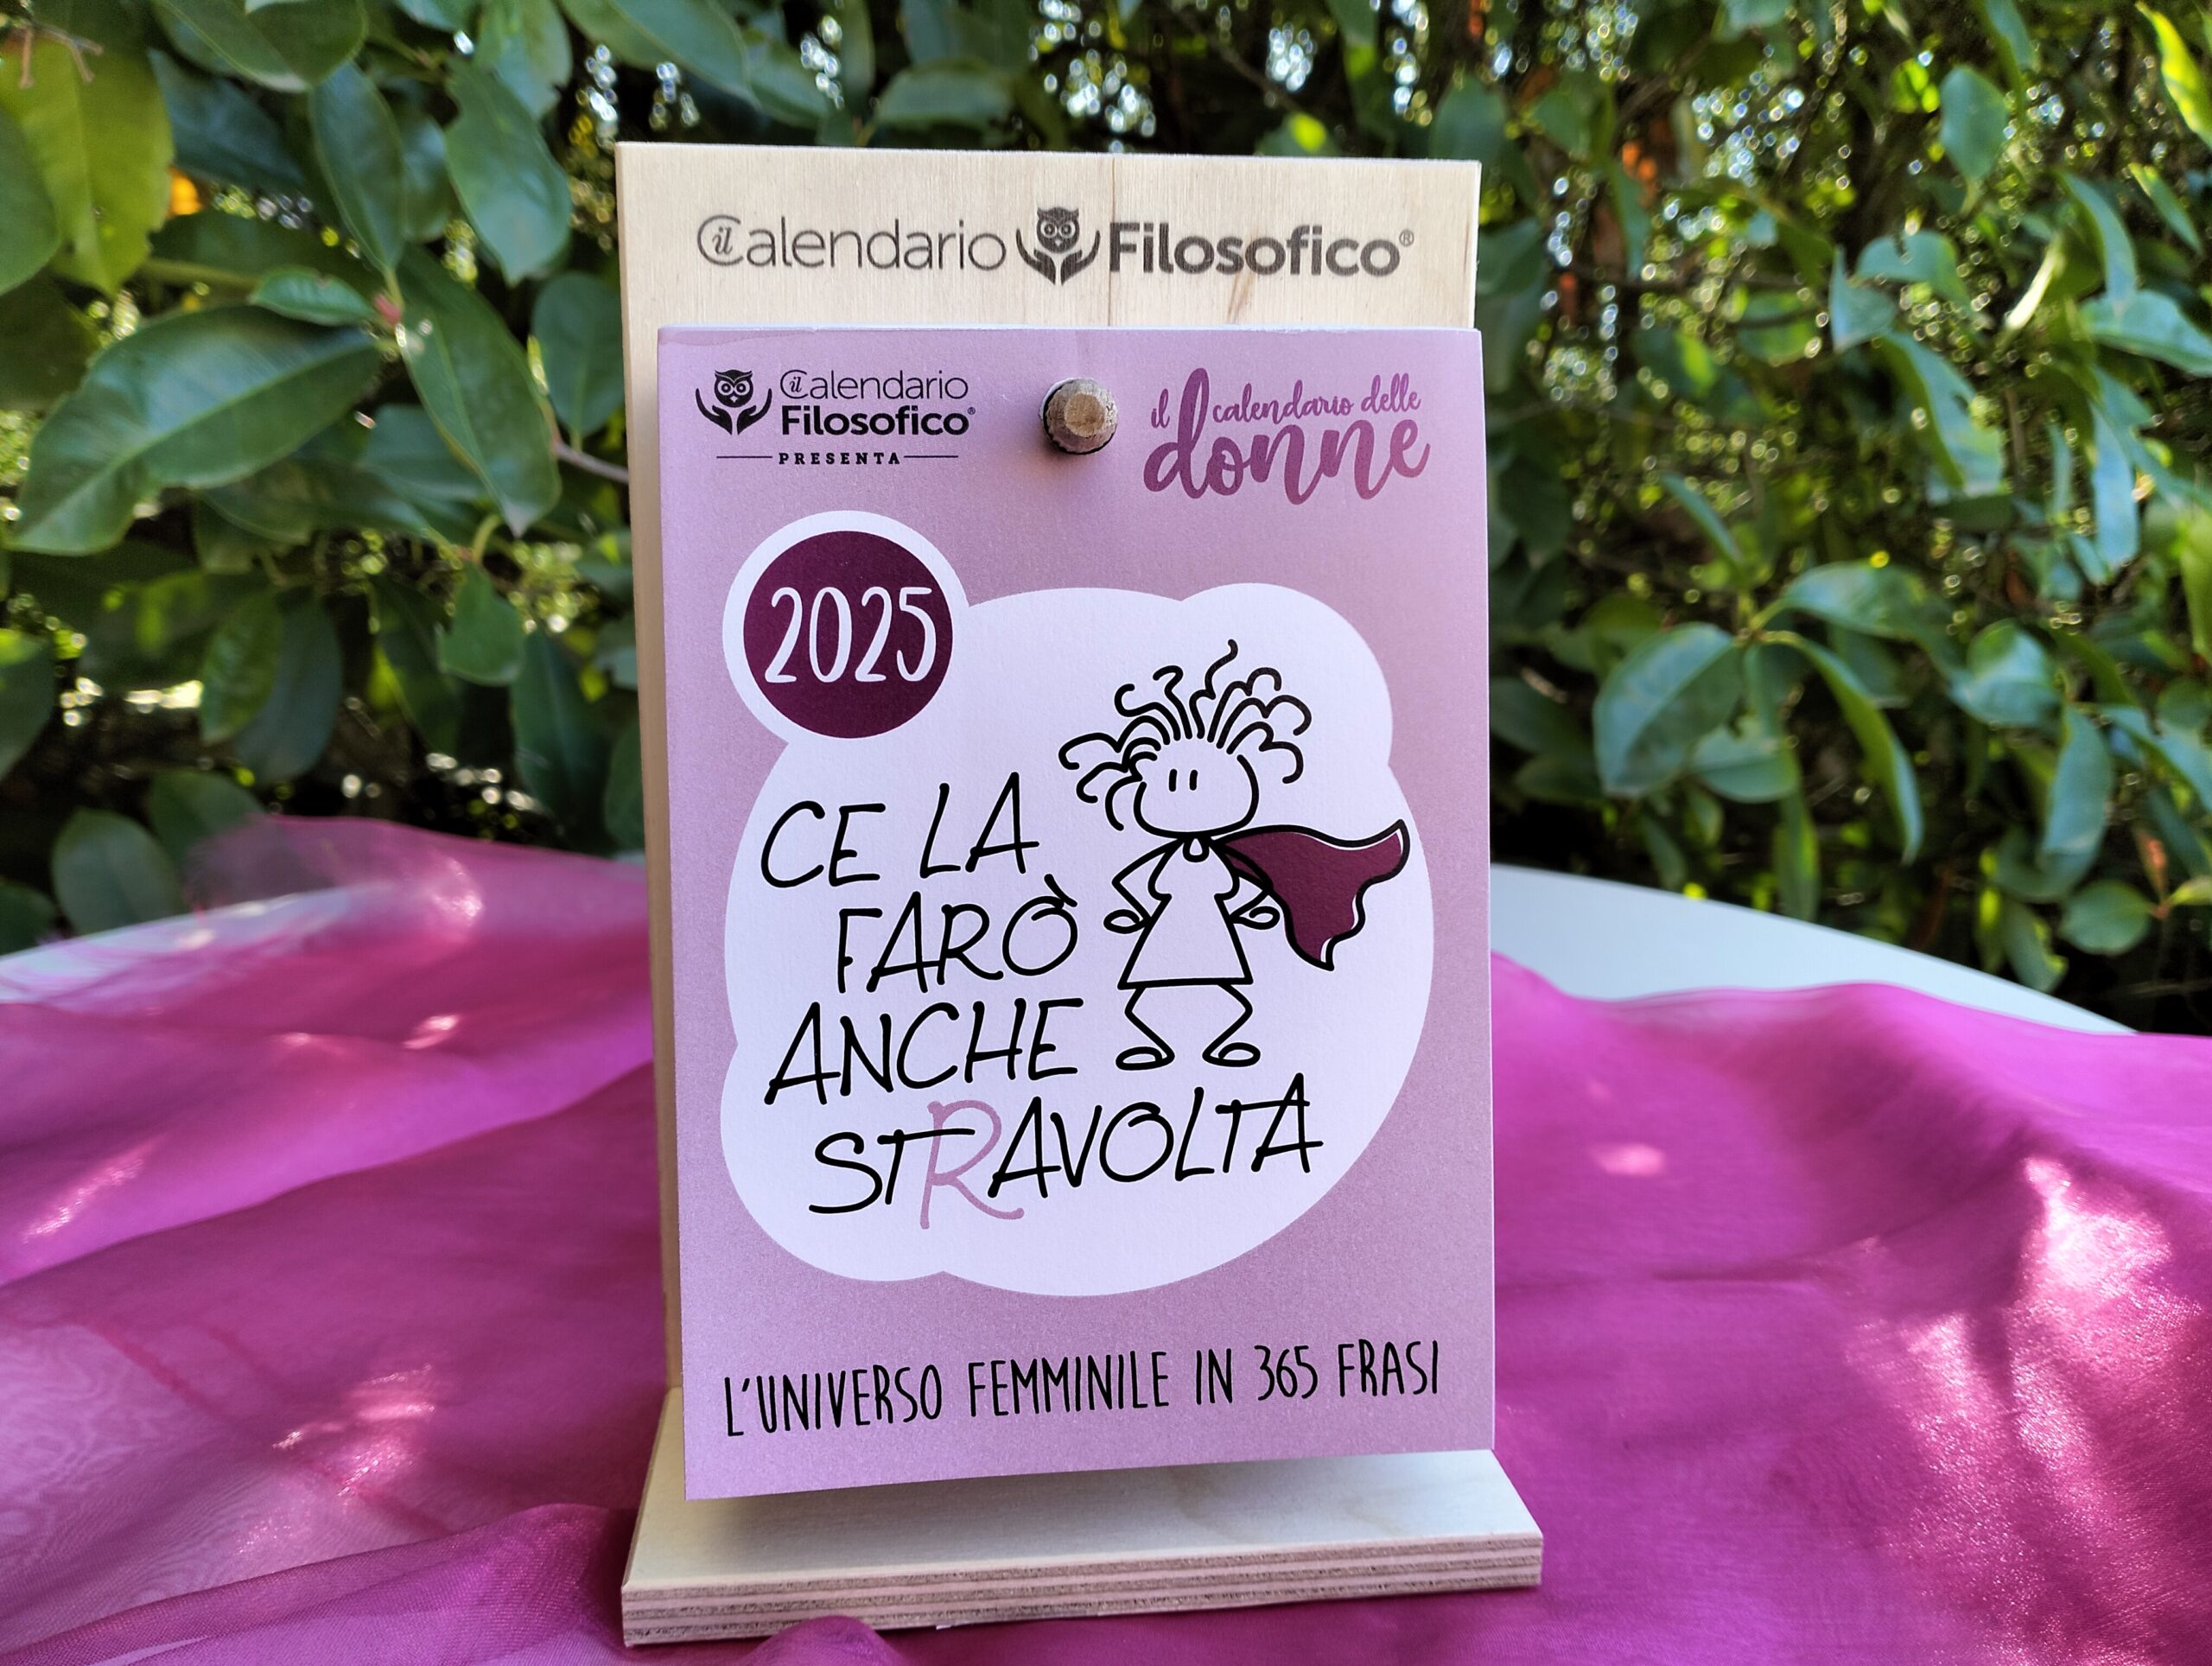 il Calendario Filosofico®
il Calendario
Filosofico®
PRESENTA
il calendario delle
donne
2025
CE LA
FARÒ
ANCHE
STRAVOLTA
L'UNIVERSO FEMMINILE IN 365 FRASI